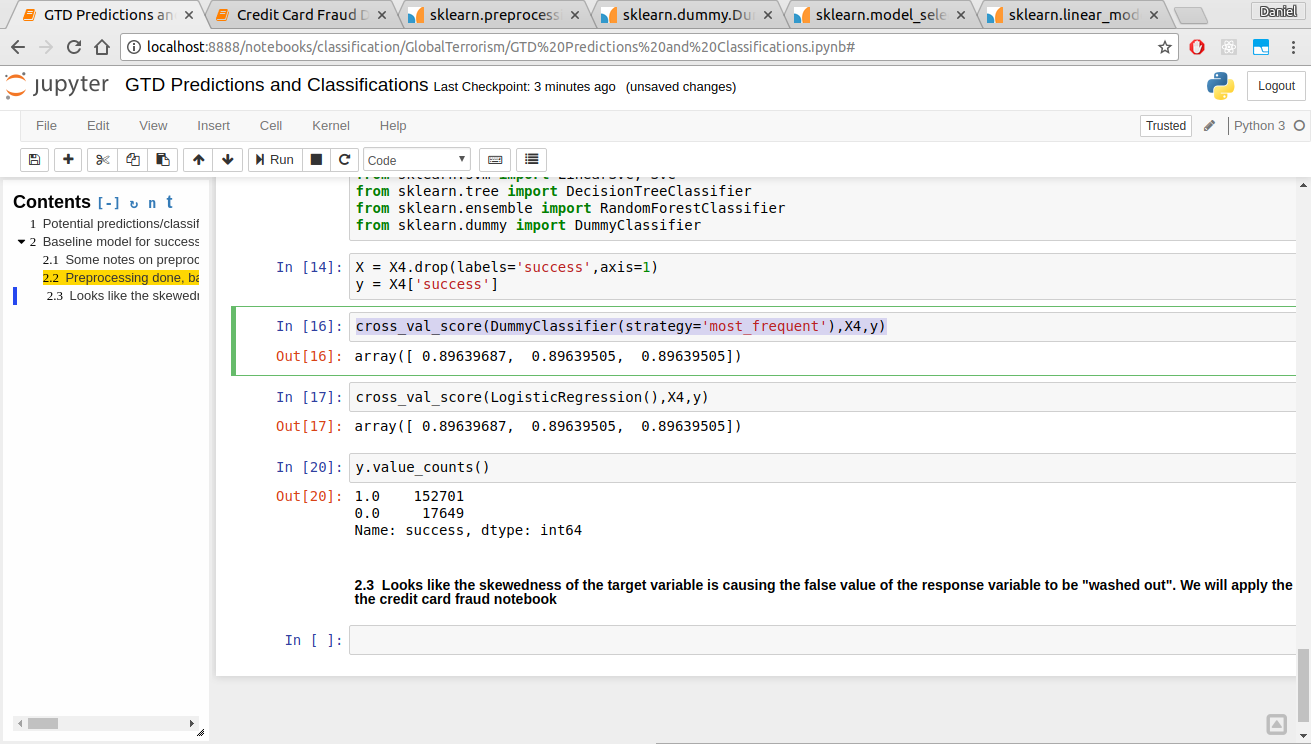 GTD Predictions an
Credit Card Fraud D
sklearn.preprocess
sklearn.dummy.Du
sklearn.model_sele
sklearn.linear_mod
Daniel
localhost:8888/notebooks/classification/GlobalTerrorism/GTD%20Predictions%20and%20Classifications.ipynb#
jupyter GTD Predictions and Classifications Last Checkpoint: 3 minutes ago (unsaved changes)
Logout
File Edit View Insert Cell Kernel Help
Trusted Python 3
Run Code
Contents [-] n t
1 Potential predictions/classif
2 Baseline model for success
2.1 Some notes on preproc
2.2 Preprocessing done, ba
2.3 Looks like the skewedn
from sklearn.svm import LinearSVC, SVC
from sklearn.tree import DecisionTreeClassifier
from sklearn.ensemble import RandomForestClassifier
from sklearn.dummy import DummyClassifier
In [14]: X = X4.drop(labels='success',axis=1)
y = X4['success']
In [16]: cross_val_score(DummyClassifier(strategy='most_frequent'),X4,y)
Out[16]: array([ 0.89639687, 0.89639505, 0.89639505])
In [17]: cross_val_score(LogisticRegression(),X4,y)
Out[17]: array([ 0.89639687, 0.89639505, 0.89639505])
In [20]: y.value_counts()
Out[20]: 1.0 152701
0.0 17649
Name: success, dtype: int64
2.3 Looks like the skewedness of the target variable is causing the false value of the response variable to be "washed out". We will apply the
the credit card fraud notebook
In [ ]: